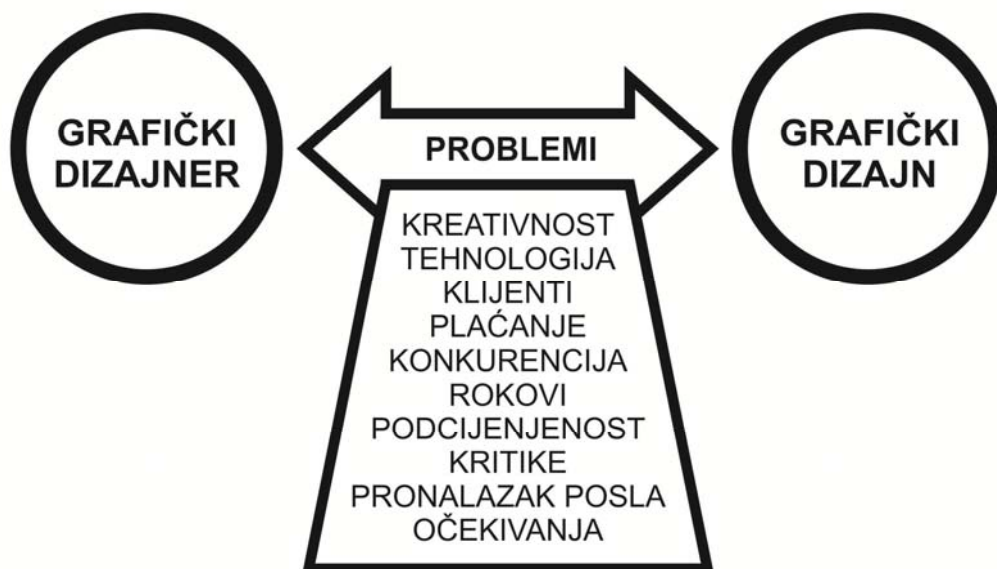 GRAFIČKI
DIZAJNER
PROBLEMI
GRAFIČKI
DIZAJN
KREATIVNOST
TEHNOLOGIJA
KLIJENTI
PLAĆANJE
KONKURENCIJA
ROKOVI
PODCIJENJENOST
KRITIKE
PRONALAZAK POSLA
OČEKIVANJA